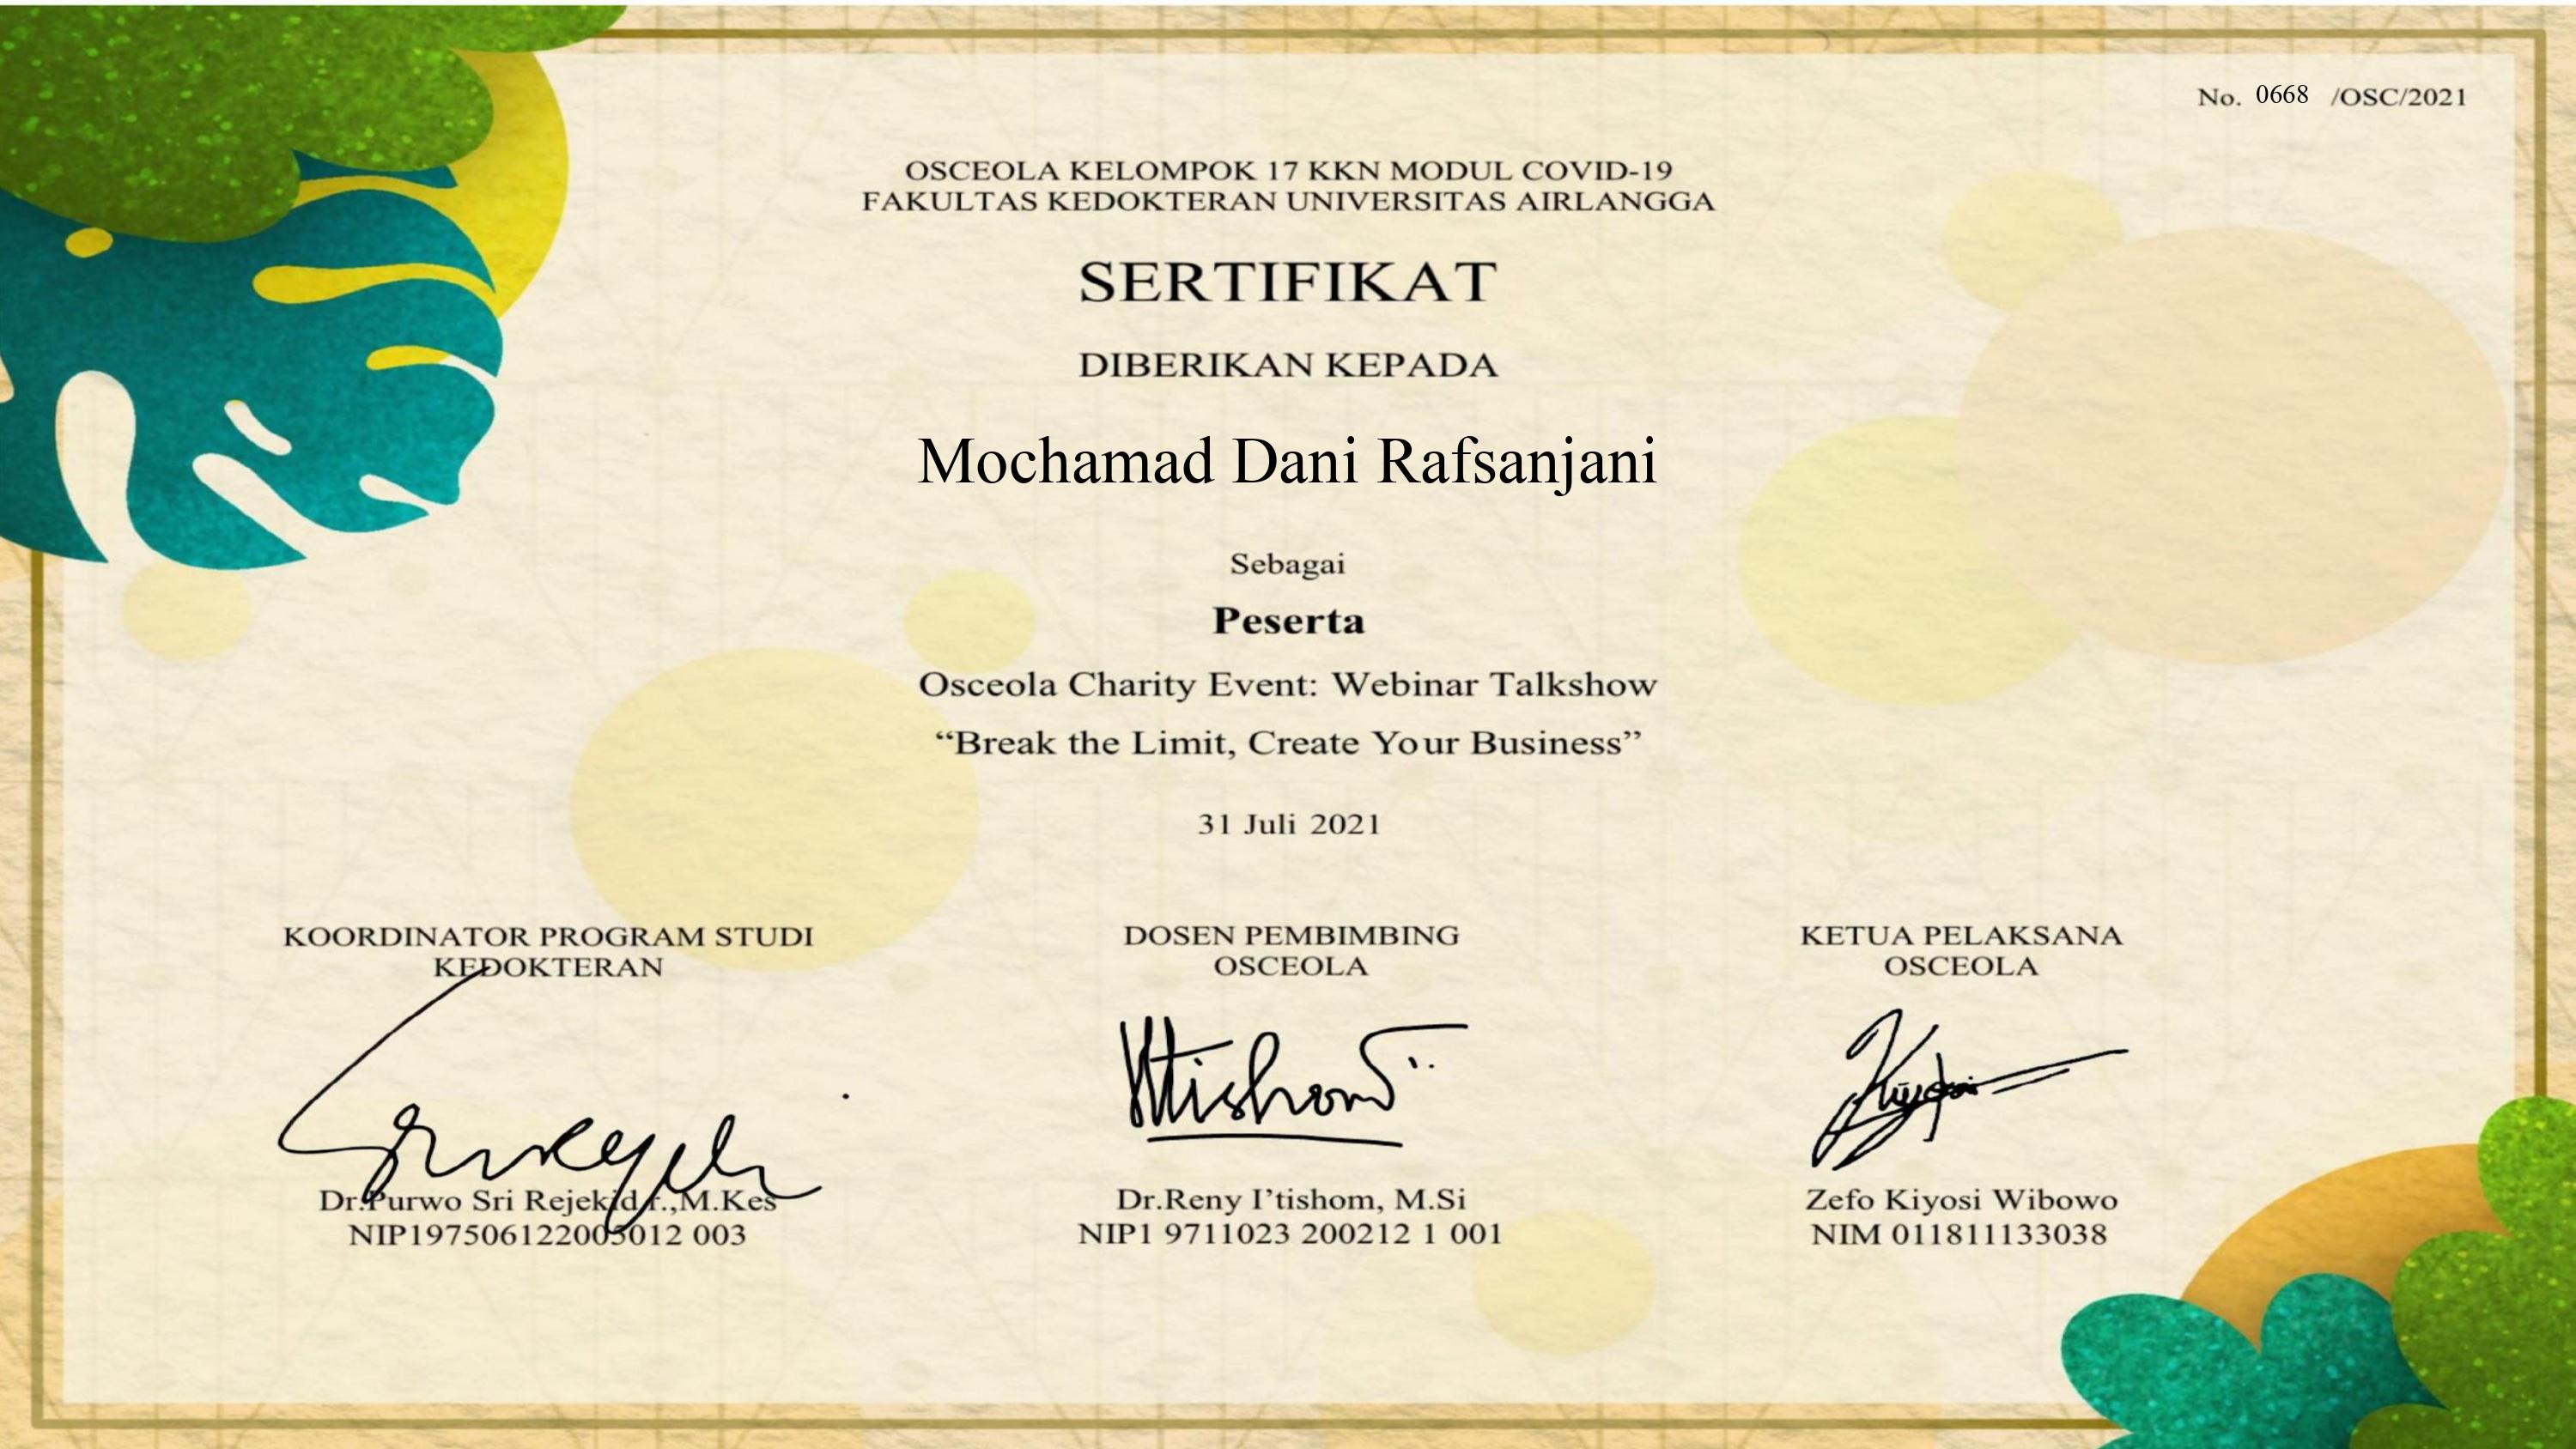 No. 0668 /OSC/2021
OSCEOLA KELOMPOK 17 KKN MODUL COVID-19
FAKULTAS KEDOKTERAN UNIVERSITAS AIRLANGGA
SERTIFIKAT
DIBERIKAN KEPADA
Mochamad Dani Rafsanjani
Sebagai
Peserta
Osceola Charity Event: Webinar Talkshow
“Break the Limit, Create Your Business”
31 Juli 2021
KOORDINATOR PROGRAM STUDI
KEDOKTERAN
Dr.Purwo Sri Rejekid r.,M.Kes
NIP197506122005012 003
DOSEN PEMBIMBING
OSCEOLA
Dr.Reny I’tishom, M.Si
NIP1 9711023 200212 1 001
KETUA PELAKSANA
OSCEOLA
Zefo Kiyosi Wibowo
NIM 011811133038